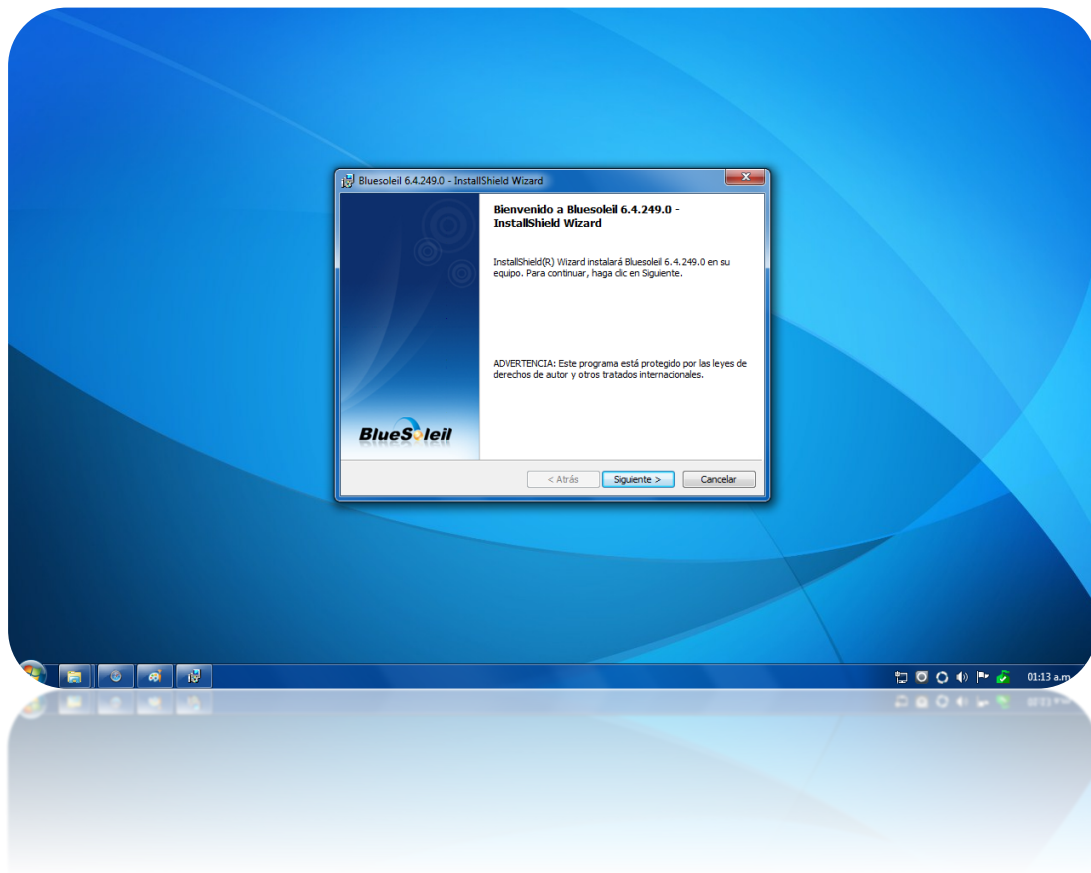 Bluesoleil 6.4.249.0 - InstallShield Wizard
Bienvenido a Bluesoleil 6.4.249.0 -
InstallShield Wizard
InstallShield(R) Wizard instalará Bluesoleil 6.4.249.0 en su
equipo. Para continuar, haga clic en Siguiente.
ADVERTENCIA: Este programa está protegido por las leyes de
derechos de autor y otros tratados internacionales.
BlueSoleil
< Atrás Siguiente > Cancelar
01:13 a.m.